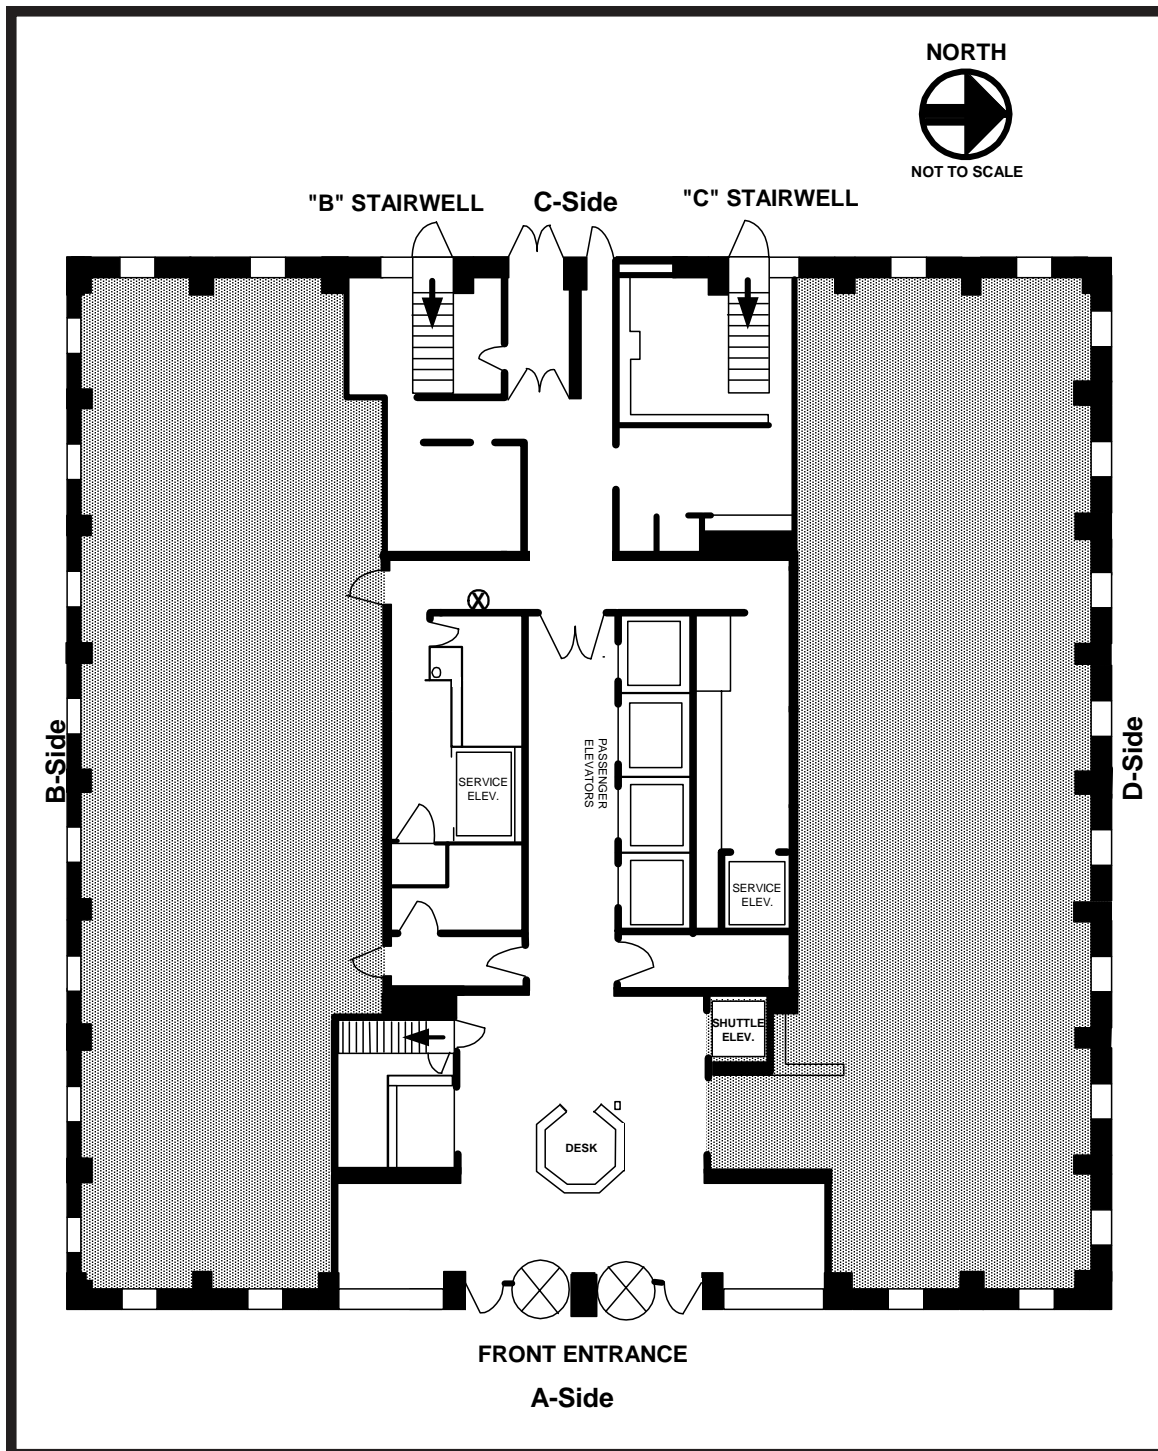 NORTH
NOT TO SCALE
"B" STAIRWELL
C-Side
"C" STAIRWELL
B-Side
PASSENGER
ELEVATORS
SERVICE
ELEV.
D-Side
SERVICE
ELEV.
SHUTTLE
ELEV.
DESK
FRONT ENTRANCE
A-Side